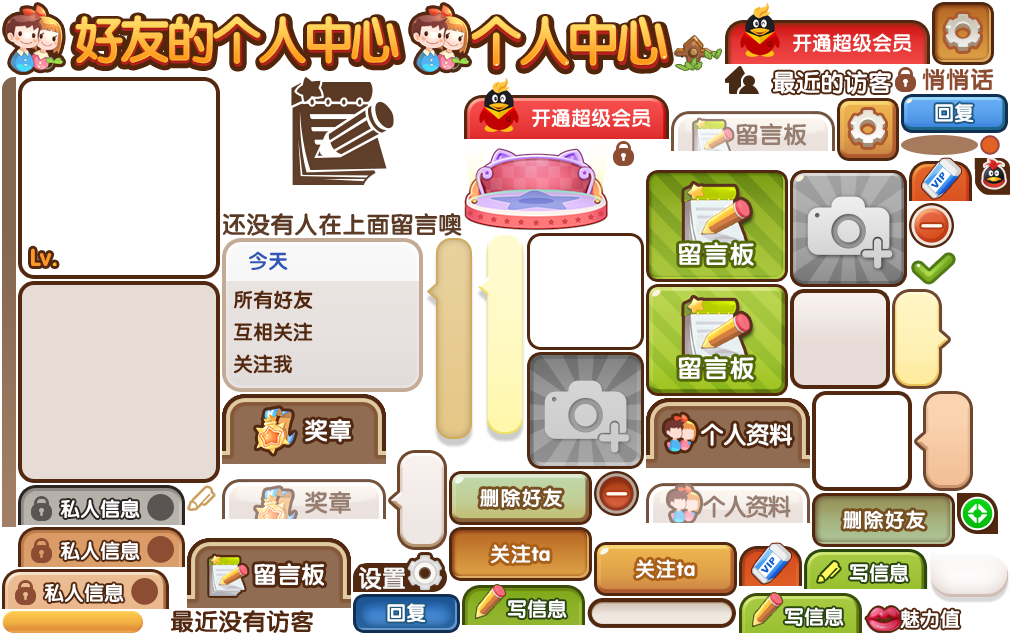 好友的个人中心
个人中心
开通超级会员
最近的访客
悄悄话
开通超级会员
留言板
回复
VIP
Lv.
还没有人在上面留言噢
留言板
今天
所有好友
互相关注
关注我
留言板
奖章
个人资料
奖章
个人资料
删除好友
删除好友
私人信息
私人信息
私人信息
留言板
设置
关注ta
关注ta
VIP
写信息
回复
写信息
写信息
魅力值
最近没有访客